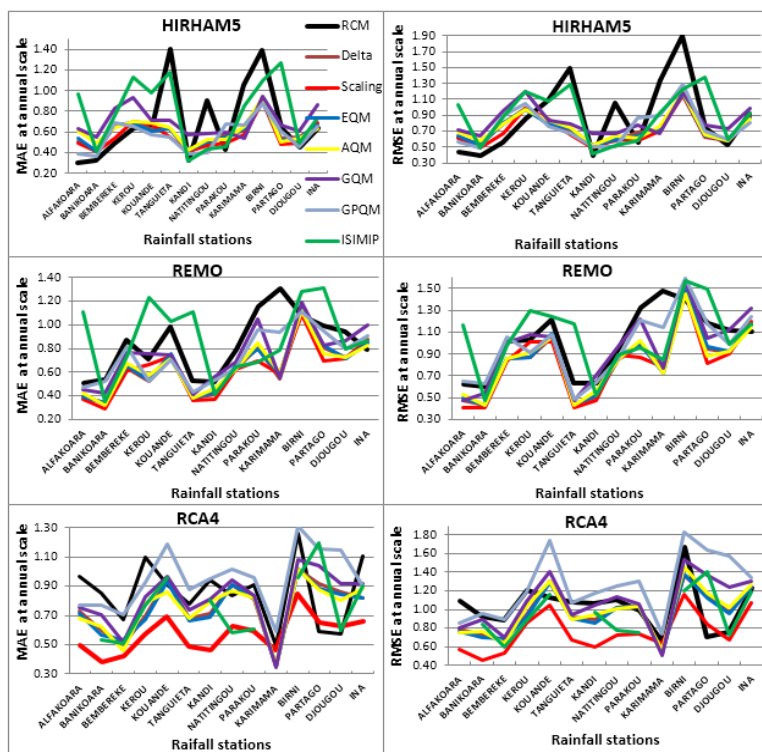 HIRHAM5
MAE at annual scale
1.40
1.20
1.00
0.80
0.60
0.40
0.20
ALFAKOARA
BANIKOARA
BEMBEREKE
KEROU
KOUANDE
TANGUIETA
KANDI
NATITINGOU
PARAKOU
KARIMAMA
BIRNI
PARTAGO
DJOUGOU
INA
Rainfall stations
RCM
Delta
Scaling
EQM
AQM
GQM
GPQM
ISIMIP
HIRHAM5
RMSE at annual scale
1.90
1.70
1.50
1.30
1.10
0.90
0.70
0.50
0.30
ALFAKOARA
BANIKOARA
BEMBEREKE
KEROU
KOUANDE
TANGUIETA
KANDI
NATITINGOU
PARAKOU
KARIMAMA
BIRNI
PARTAGO
DJOUGOU
INA
Raifaill stations
REMO
MAE at annual scale
1.40
1.20
1.00
0.80
0.60
0.40
0.20
ALFAKOARA
BANIKOARA
BEMBEREKE
KEROU
KOUANDE
TANGUIETA
KANDI
NATITINGOU
PARAKOU
KARIMAMA
BIRNI
PARTAGO
DJOUGOU
INA
Rainfall stations
REMO
RMSE at annual scale
1.50
1.30
1.10
0.90
0.70
0.50
0.30
ALFAKOARA
BANIKOARA
BEMBEREKE
KEROU
KOUANDE
TANGUIETA
KANDI
NATITINGOU
PARAKOU
KARIMAMA
BIRNI
PARTAGO
DJOUGOU
INA
Rainfall stations
RCA4
MAE at annual scale
1.30
1.10
0.90
0.70
0.50
0.30
ALFAKOARA
BANIKOARA
BEMBEREKE
KEROU
KOUANDE
TANGUIETA
KANDI
NATITINGOU
PARAKOU
KARIMAMA
BIRNI
PARTAGO
DJOUGOU
INA
Raifall stations
RCA4
RMSE at annual scale
1.80
1.60
1.40
1.20
1.00
0.80
0.60
0.40
ALFAKOARA
BANIKOARA
BEMBEREKE
KEROU
KOUANDE
TANGUIETA
KANDI
NATITINGOU
PARAKOU
KARIMAMA
BIRNI
PARTAGO
DJOUGOU
INA
Rainfall stations